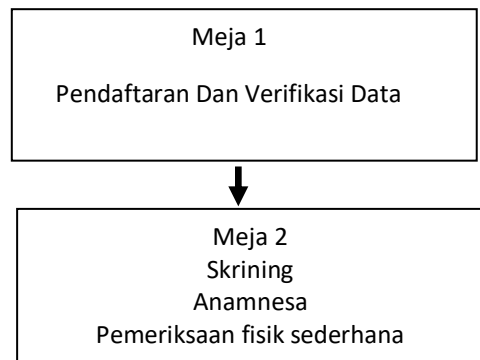 Meja 1
Pendaftaran Dan Verifikasi Data
Meja 2
Skrining
Anamnesa
Pemeriksaan fisik sederhana